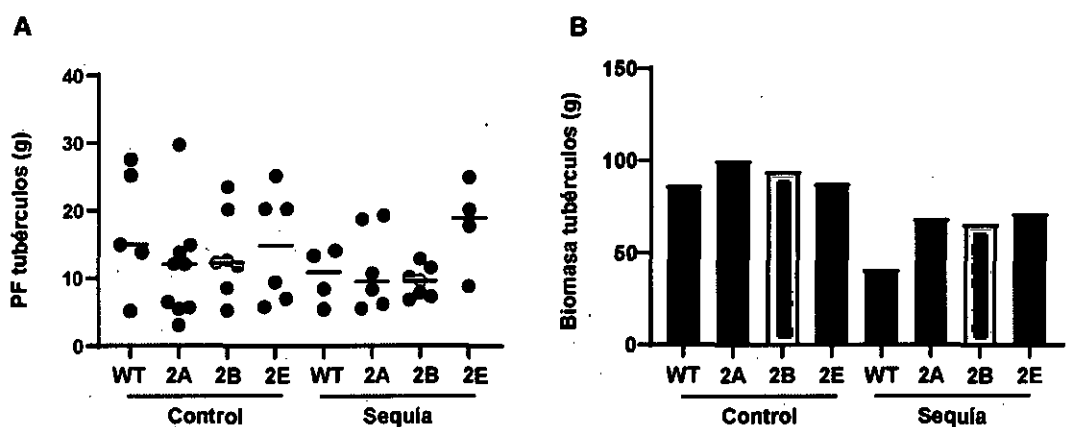 A
PF tubérculos (g)
40
30
20
10
0
WT 2A 2B 2E WT 2A 2B 2E
Control Sequía
B
Biomasa tubérculos (g)
150
100
50
0
WT 2A 2B 2E WT 2A 2B 2E
Control Sequía